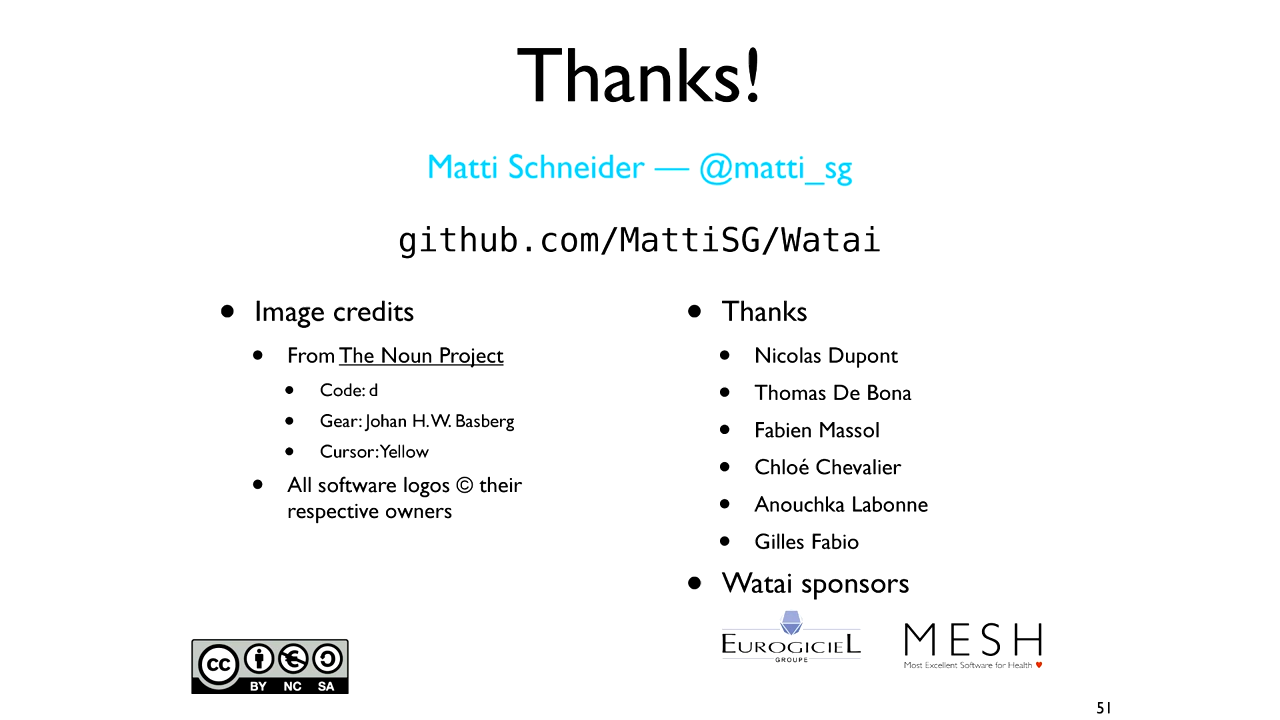 Thanks!
Matti Schneider — @matti_sg
github.com/MattiSG/Watai
• Image credits
• From The Noun Project
• Code: d
• Gear: Johan H.W. Basberg
• Cursor: Yellow
• All software logos © their
respective owners
• Thanks
• Nicolas Dupont
• Thomas De Bona
• Fabien Massol
• Chloé Chevalier
• Anouchka Labonne
• Gilles Fabio
• Watai sponsors
EUROGICIEL
GROUPE
MESH
Most Excellent Software for Health
cc
BY NC SA
51